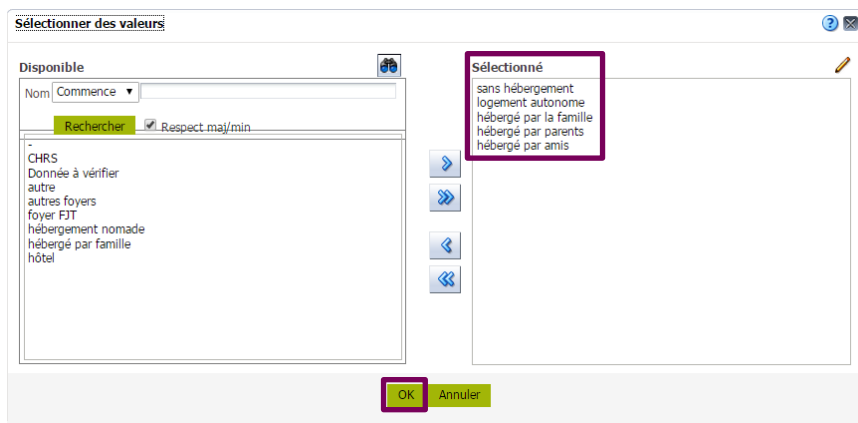 Sélectionner des valeurs
Disponible
Nom Commence
Rechercher Respect maj/min
-
CHRS
Donnée à vérifier
autre
autres foyers
foyer FJT
hébergement nomade
hébergé par famille
hôtel
Sélectionné
sans hébergement
logement autonome
hébergé par la famille
hébergé par parents
hébergé par amis
OK Annuler